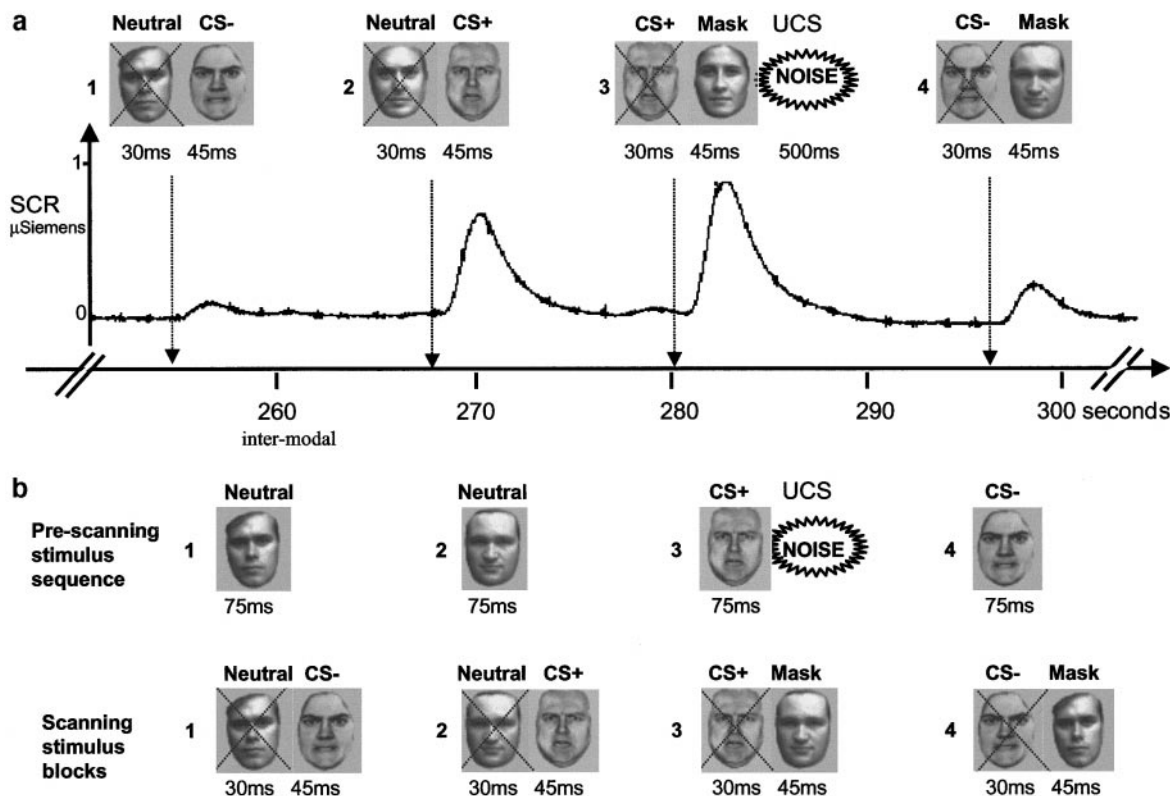 a
Neutral CS- Neutral CS+ CS+ Mask UCS CS- Mask
1 2 3 NOISE 4
30ms 45ms 30ms 45ms 30ms 45ms 500ms 30ms 45ms
1
SCR
μSiemens
0
260 270 280 290 300 seconds
inter-modal
b
Neutral Neutral CS+ UCS CS-
Pre-scanning
stimulus
sequence
1 2 3 NOISE 4
75ms 75ms 75ms 75ms
Neutral CS- Neutral CS+ CS+ Mask CS- Mask
Scanning
stimulus
blocks
1 2 3 4
30ms 45ms 30ms 45ms 30ms 45ms 30ms 45ms